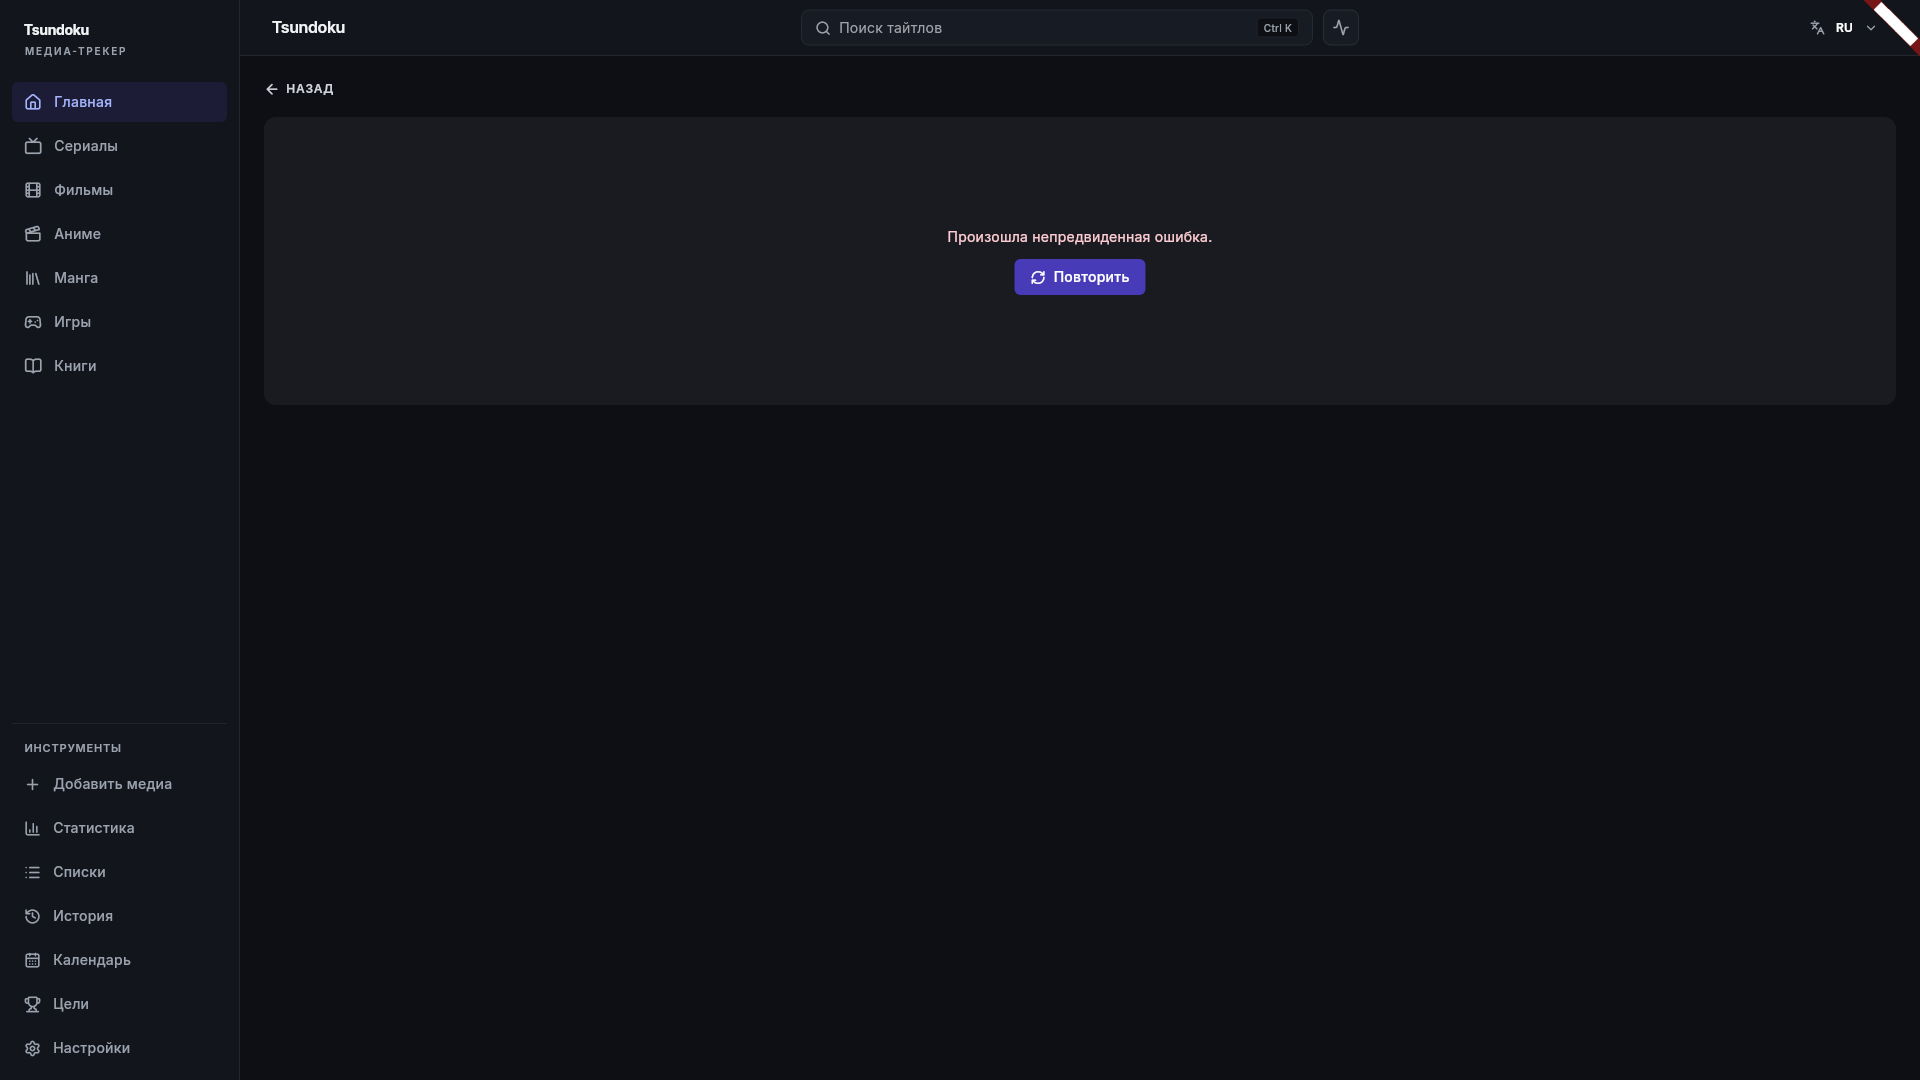 Tsundoku
МЕДИА-ТРЕКЕР
Главная
Сериалы
Фильмы
Аниме
Манга
Игры
Книги
ИНСТРУМЕНТЫ
Добавить медиа
Статистика
Списки
История
Календарь
Цели
Настройки
Tsundoku
Поиск тайтлов
Ctrl K
RU
НАЗАД
Произошла непредвиденная ошибка.
Повторить